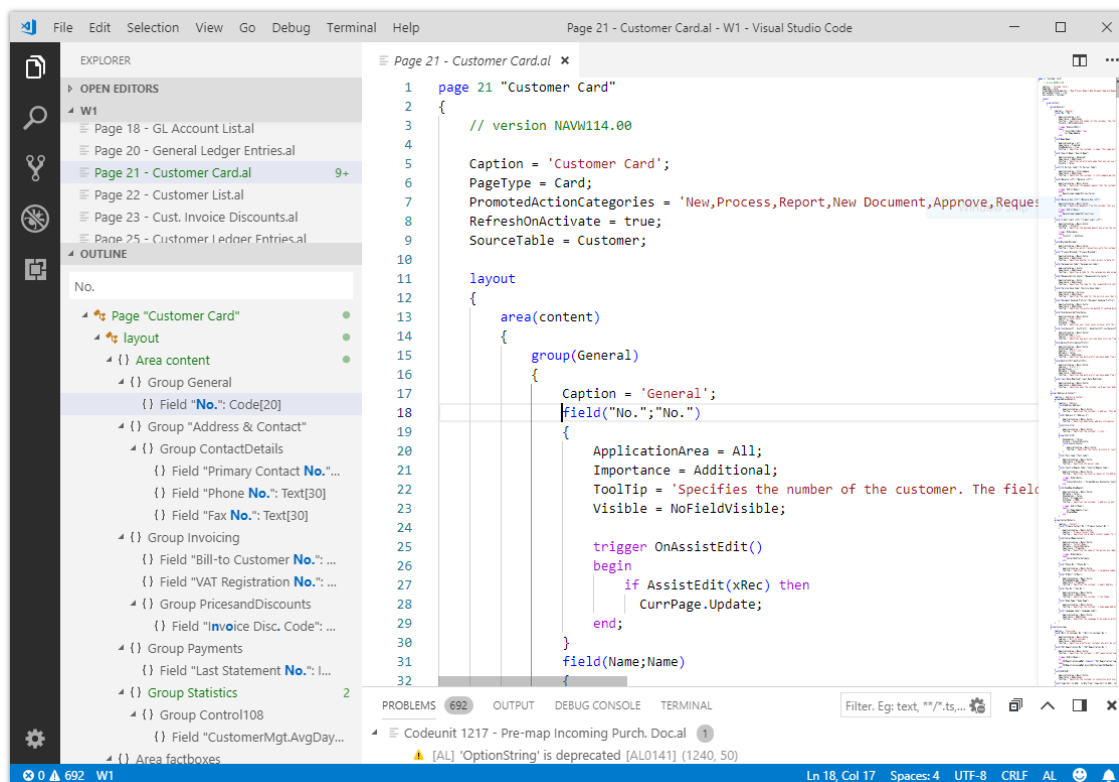 File Edit Selection View Go Debug Terminal Help
Page 21 - Customer Card.al - W1 - Visual Studio Code
EXPLORER
OPEN EDITORS
W1
Page 18 - GL Account List.al
Page 20 - General Ledger Entries.al
Page 21 - Customer Card.al 9+
Page 22 - Customer List.al
Page 23 - Cust. Invoice Discounts.al
Page 25 - Customer Ledger Entries.al
OUTLINE
No.
Page "Customer Card"
layout
{} Area content
{} Group General
{} Field "No.": Code[20]
{} Group "Address & Contact"
{} Group ContactDetails
{} Field "Primary Contact No."...
{} Field "Phone No.": Text[30]
{} Field "Fax No.": Text[30]
{} Group Invoicing
{} Field "Bill-to Customer No.": ...
{} Field "VAT Registration No.": ...
{} Group PricesandDiscounts
{} Field "Invoice Disc. Code": ...
{} Group Payments
{} Field "Prepayment No.": I...
{} Group Statistics 2
{} Group Control108
{} Field "CustomerMgt.AvgDay...
{} Area factboxes
Page 21 - Customer Card.al
1 page 21 "Customer Card"
2 {
3 // version NAVW114.00
4
5 Caption = 'Customer Card';
6 PageType = Card;
7 PromotedActionCategories = 'New,Process,Report,New Document,Approve,Reques
8 RefreshOnActivate = true;
9 SourceTable = Customer;
10
11 layout
12 {
13 area(content)
14 {
15 group(General)
16 {
17 Caption = 'General';
18 field("No.";"No.")
19 {
20 ApplicationArea = All;
21 Importance = Additional;
22 ToolTip = 'Specifies the number of the customer. The field
23 Visible = NoFieldVisible;
24
25 trigger OnAssistEdit()
26 begin
27 if AssistEdit(xRec) then
28 CurrPage.Update;
29 end;
30 }
31 field(Name;Name)
32 {
PROBLEMS 692 OUTPUT DEBUG CONSOLE TERMINAL
Filter. Eg: text, **/*.ts,...
Codeunit 1217 - Pre-map Incoming Purch. Doc.al 1
[AL] 'OptionString' is deprecated [AL0141] (1240, 50)
0 692 W1
Ln 18, Col 17 Spaces: 4 UTF-8 CRLF AL